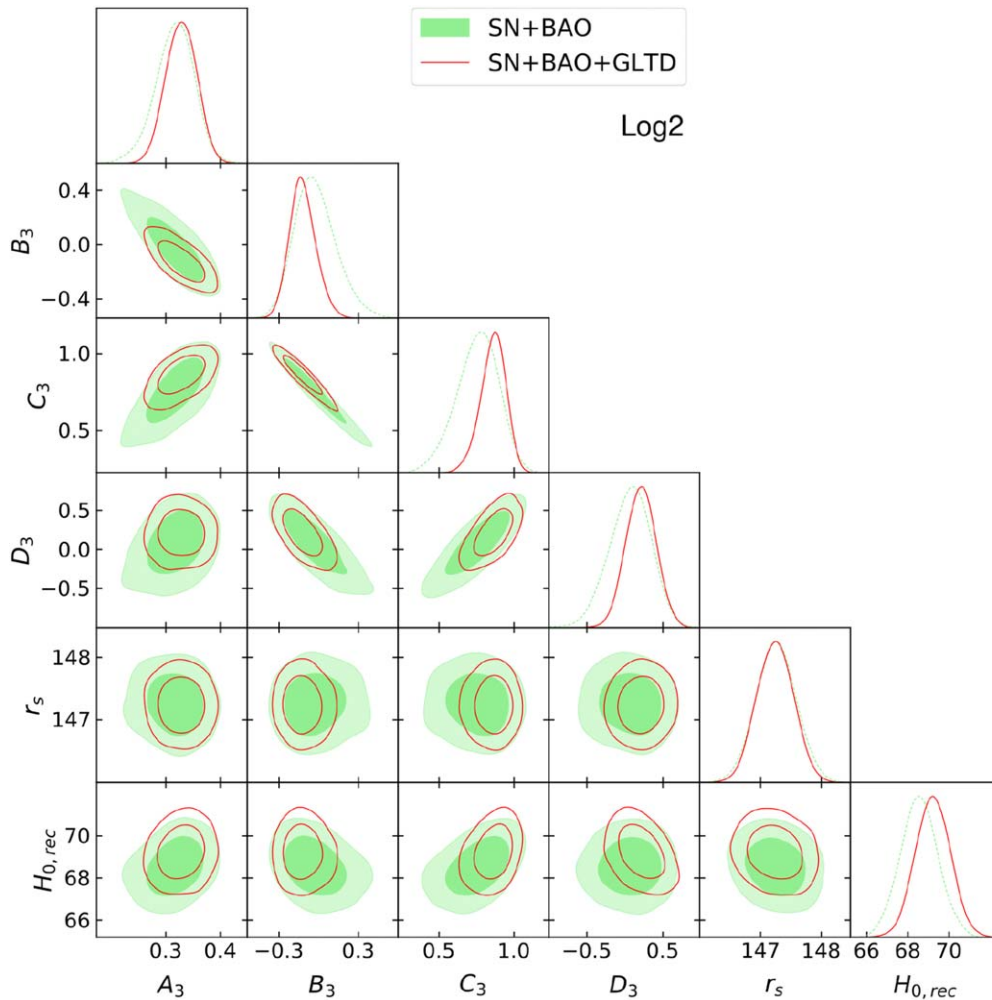 SN+BAO
SN+BAO+GLTD
Log2
0.4
B3
0.0
−0.4
1.0
C3
0.5
0.5
D3
0.0
−0.5
148
rs
147
70
H0,rec
68
66
0.3 0.4 −0.3 0.3 0.5 1.0 −0.5 0.5 147 148 66 68 70
A3 B3 C3 D3 rs H0,rec